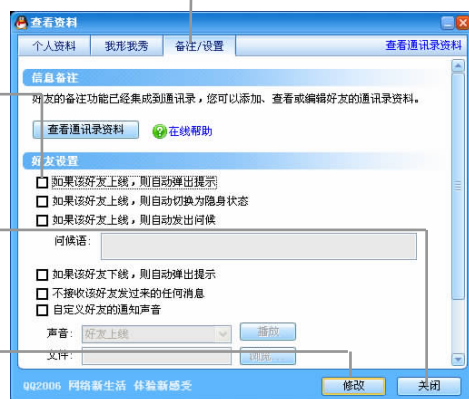 查看资料
个人资料 我形我秀 备注/设置 查看通讯录资料
信息备注
好友的备注功能已经集成到通讯录，您可以添加、查看或编辑好友的通讯录资料。
查看通讯录资料 在线帮助
好友设置
如果该好友上线，则自动弹出提示
如果该好友上线，则自动切换为隐身状态
如果该好友上线，则自动发出问候
问候语：
如果该好友下线，则自动弹出提示
不接收该好友发过来的任何消息
自定义好友的通知声音
声音： 好友上线 播放
文件： 浏览...
QQ2006 网络新生活 体验新感受 修改 关闭